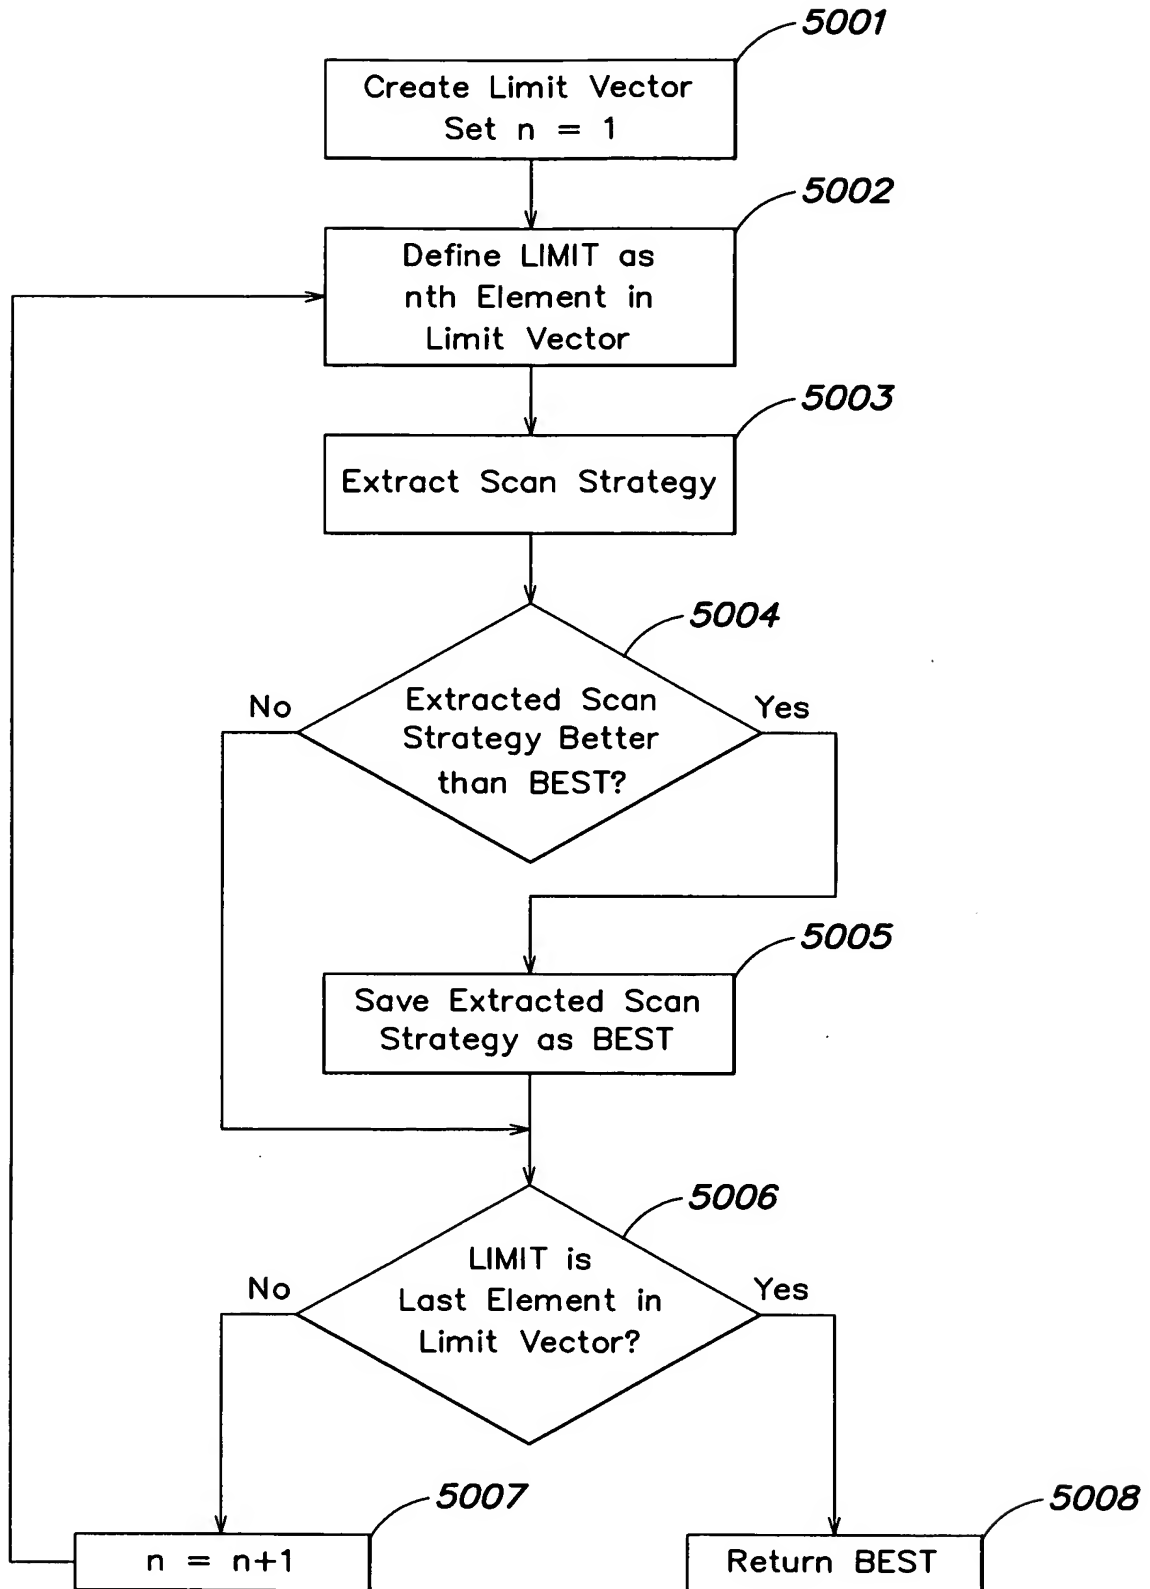 5001
Create Limit Vector
Set n = 1
5002
Define LIMIT as
nth Element in
Limit Vector
5003
Extract Scan Strategy
5004
No
Extracted Scan
Strategy Better
than BEST?
Yes
5005
Save Extracted Scan
Strategy as BEST
5006
No
LIMIT is
Last Element in
Limit Vector?
Yes
5007
n = n+1
5008
Return BEST